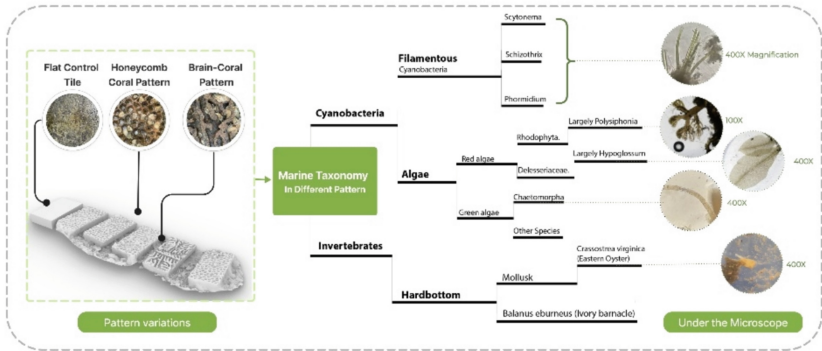 Flat Control
Tile
Honeycomb
Coral Pattern
Brain-Coral
Pattern
Pattern variations
Marine Taxonomy
In Different Pattern
Cyanobacteria
Filamentous
Cyanobacteria
Scytonema
Schizothrix
Phormidium
400X Magnification
Algae
Red algae
Rhodophyta.
Largely Polysiphonia
100X
Delesseriaceae.
Largely Hypoglossum
400X
Green algae
Chaetomorpha
400X
Other Species
Invertebrates
Hardbottom
Mollusk
Crassostrea virginica
(Eastern Oyster)
400X
Balanus eburneus (Ivory barnacle)
Under the Microscope